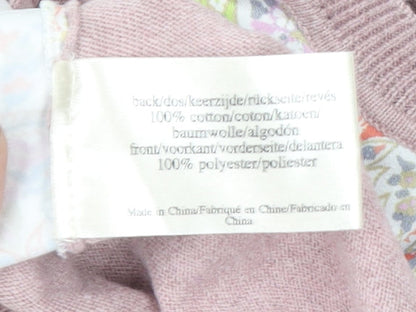 back/dos/keerzijde/rückseite/revés
100% cotton/coton/katoen/
baumwolle/algodón
front/voorkant/vorderseite/delantera
100% polyester/poliester
Made in China/Fabriqué en Chine/Fabricado en
China